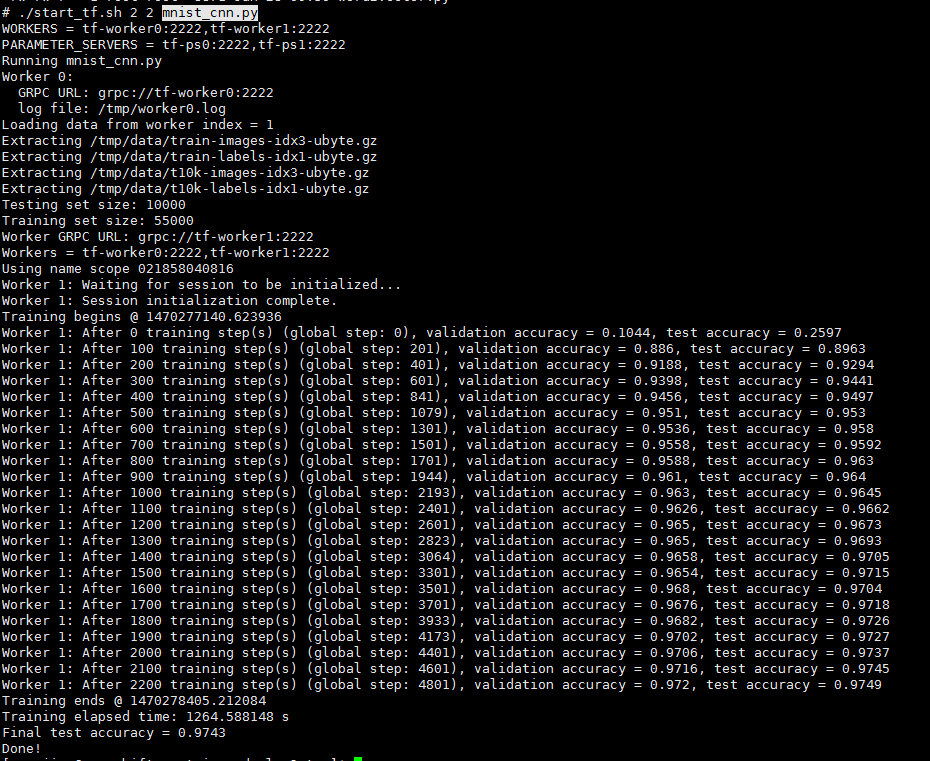 # ./start_tf.sh 2 2 mnist_cnn.py
WORKERS = tf-worker0:2222,tf-worker1:2222
PARAMETER_SERVERS = tf-ps0:2222,tf-ps1:2222
Running mnist_cnn.py
Worker 0:
  GRPC URL: grpc://tf-worker0:2222
  log file: /tmp/worker0.log
Loading data from worker index = 1
Extracting /tmp/data/train-images-idx3-ubyte.gz
Extracting /tmp/data/train-labels-idx1-ubyte.gz
Extracting /tmp/data/t10k-images-idx3-ubyte.gz
Extracting /tmp/data/t10k-labels-idx1-ubyte.gz
Testing set size: 10000
Training set size: 55000
Worker GRPC URL: grpc://tf-worker1:2222
Workers = tf-worker0:2222,tf-worker1:2222
Using name scope 021858040816
Worker 1: Waiting for session to be initialized...
Worker 1: Session initialization complete.
Training begins @ 1470277140.623936
Worker 1: After 0 training step(s) (global step: 0), validation accuracy = 0.1044, test accuracy = 0.2597
Worker 1: After 100 training step(s) (global step: 201), validation accuracy = 0.886, test accuracy = 0.8963
Worker 1: After 200 training step(s) (global step: 401), validation accuracy = 0.9188, test accuracy = 0.9294
Worker 1: After 300 training step(s) (global step: 601), validation accuracy = 0.9398, test accuracy = 0.9441
Worker 1: After 400 training step(s) (global step: 841), validation accuracy = 0.9456, test accuracy = 0.9497
Worker 1: After 500 training step(s) (global step: 1079), validation accuracy = 0.951, test accuracy = 0.953
Worker 1: After 600 training step(s) (global step: 1301), validation accuracy = 0.9536, test accuracy = 0.958
Worker 1: After 700 training step(s) (global step: 1501), validation accuracy = 0.9558, test accuracy = 0.9592
Worker 1: After 800 training step(s) (global step: 1701), validation accuracy = 0.9588, test accuracy = 0.963
Worker 1: After 900 training step(s) (global step: 1944), validation accuracy = 0.961, test accuracy = 0.964
Worker 1: After 1000 training step(s) (global step: 2193), validation accuracy = 0.963, test accuracy = 0.9645
Worker 1: After 1100 training step(s) (global step: 2401), validation accuracy = 0.9626, test accuracy = 0.9662
Worker 1: After 1200 training step(s) (global step: 2601), validation accuracy = 0.965, test accuracy = 0.9673
Worker 1: After 1300 training step(s) (global step: 2823), validation accuracy = 0.965, test accuracy = 0.9693
Worker 1: After 1400 training step(s) (global step: 3064), validation accuracy = 0.9658, test accuracy = 0.9705
Worker 1: After 1500 training step(s) (global step: 3301), validation accuracy = 0.9654, test accuracy = 0.9715
Worker 1: After 1600 training step(s) (global step: 3501), validation accuracy = 0.968, test accuracy = 0.9704
Worker 1: After 1700 training step(s) (global step: 3701), validation accuracy = 0.9676, test accuracy = 0.9718
Worker 1: After 1800 training step(s) (global step: 3933), validation accuracy = 0.9682, test accuracy = 0.9726
Worker 1: After 1900 training step(s) (global step: 4173), validation accuracy = 0.9702, test accuracy = 0.9727
Worker 1: After 2000 training step(s) (global step: 4401), validation accuracy = 0.9706, test accuracy = 0.9737
Worker 1: After 2100 training step(s) (global step: 4601), validation accuracy = 0.9716, test accuracy = 0.9745
Worker 1: After 2200 training step(s) (global step: 4801), validation accuracy = 0.972, test accuracy = 0.9749
Training ends @ 1470278405.212084
Training elapsed time: 1264.588148 s
Final test accuracy = 0.9743
Done!